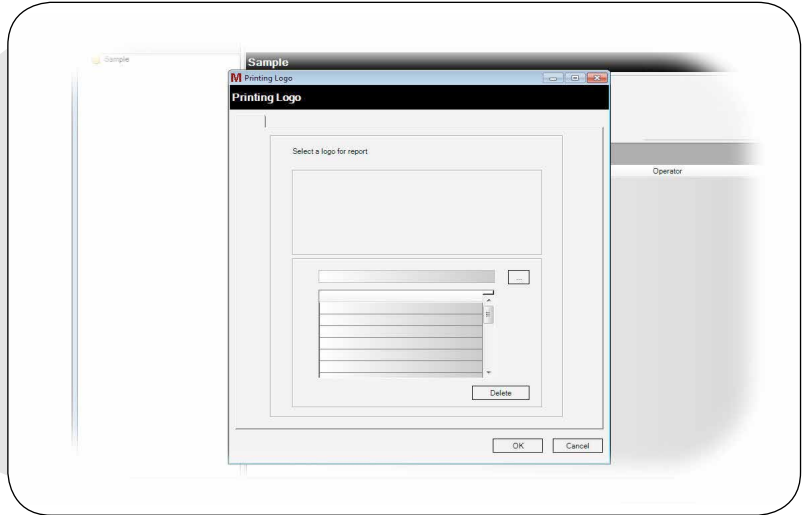 Sample
Sample
M Printing Logo
Printing Logo
Select a logo for report
Operator
...
Delete
OK Cancel